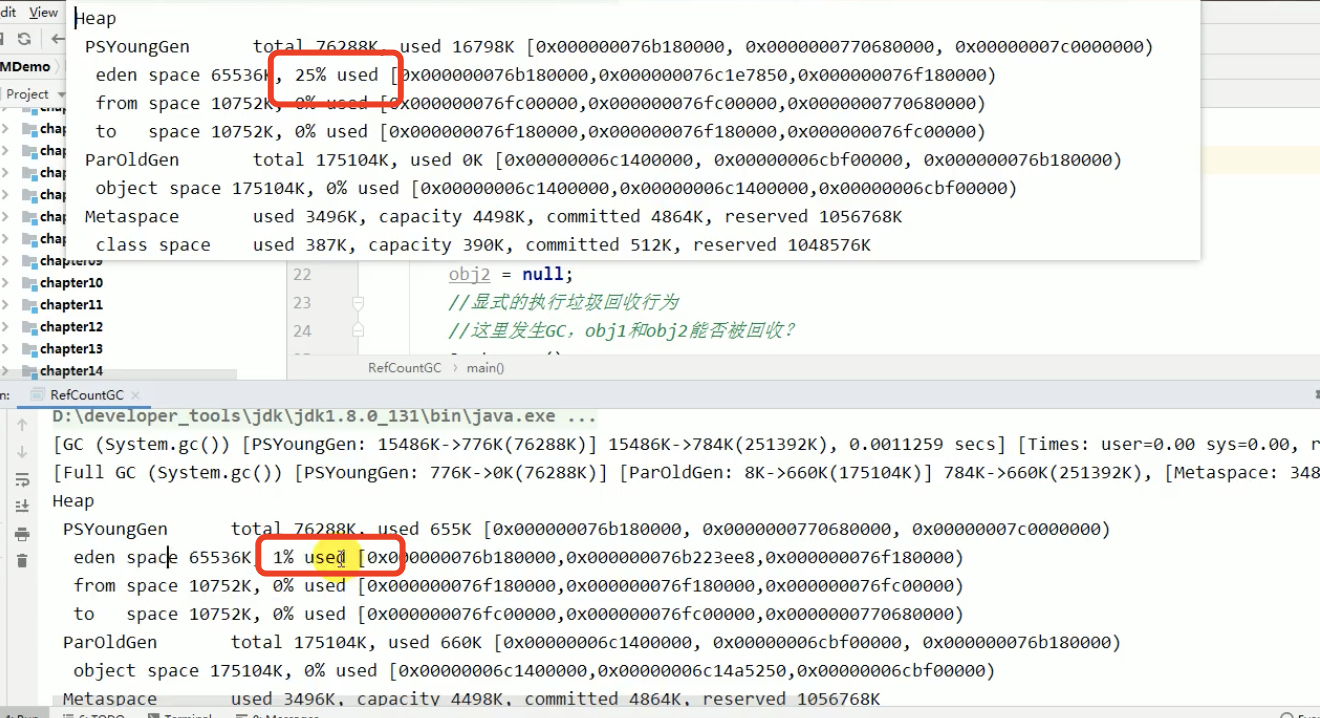 dit View
Heap
PSYoungGen total 76288K, used 16798K [0x000000076b180000, 0x0000000770680000, 0x00000007c0000000)
MDemo
eden space 65536K, 25% used [0x000000076b180000,0x000000076c1e7850,0x000000076f180000)
Project
from space 10752K, 0% used [0x000000076fc00000,0x000000076fc00000,0x0000000770680000)
to space 10752K, 0% used [0x000000076f180000,0x000000076f180000,0x000000076fc00000)
ParOldGen total 175104K, used 0K [0x00000006c1400000, 0x00000006cbf00000, 0x000000076b180000)
object space 175104K, 0% used [0x00000006c1400000,0x00000006c1400000,0x00000006cbf00000)
Metaspace used 3496K, capacity 4498K, committed 4864K, reserved 1056768K
class space used 387K, capacity 390K, committed 512K, reserved 1048576K
chap
chap
chap
chap
chap
chap
chapter09
chapter10
chapter11
chapter12
chapter13
chapter14
22 obj2 = null;
23 //显式的执行垃圾回收行为
24 //这里发生GC，obj1和obj2能否被回收？
RefCountGC › main()
n: RefCountGC
D:\developer_tools\jdk\jdk1.8.0_131\bin\java.exe ...
[GC (System.gc()) [PSYoungGen: 15486K->776K(76288K)] 15486K->784K(251392K), 0.0011259 secs] [Times: user=0.00 sys=0.00, r
[Full GC (System.gc()) [PSYoungGen: 776K->0K(76288K)] [ParOldGen: 8K->660K(175104K)] 784K->660K(251392K), [Metaspace: 348
Heap
PSYoungGen total 76288K, used 655K [0x000000076b180000, 0x0000000770680000, 0x00000007c0000000)
eden space 65536K, 1% used [0x000000076b180000,0x000000076b223ee8,0x000000076f180000)
from space 10752K, 0% used [0x000000076f180000,0x000000076f180000,0x000000076fc00000)
to space 10752K, 0% used [0x000000076fc00000,0x000000076fc00000,0x0000000770680000)
ParOldGen total 175104K, used 660K [0x00000006c1400000, 0x00000006cbf00000, 0x000000076b180000)
object space 175104K, 0% used [0x00000006c1400000,0x00000006c14a5250,0x00000006cbf00000)
Metaspace used 3496K, capacity 4498K, committed 4864K, reserved 1056768K